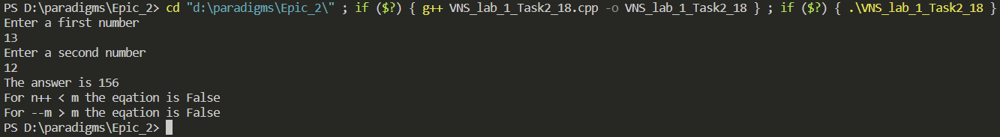 PS D:\paradigms\Epic_2> cd "d:\paradigms\Epic_2\" ; if ($?) { g++ VNS_lab_1_Task2_18.cpp -o VNS_lab_1_Task2_18 } ; if ($?) { .\VNS_lab_1_Task2_18 }
Enter a first number
13
Enter a second number
12
The answer is 156
For n++ < m the eqation is False
For --m > m the eqation is False
PS D:\paradigms\Epic_2>